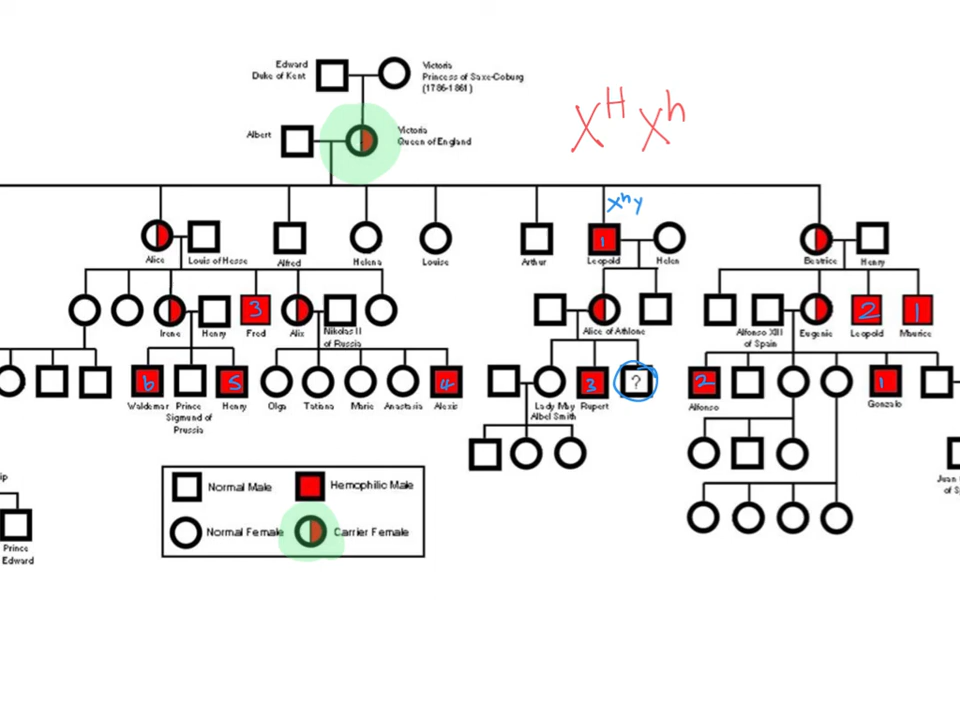 Edward
Duke of Kent
Victoria
Princess of Saxe-Coburg
(1786-1861)
X^H X^h
Albert
Victoria
Queen of England
X^h Y
1
Alice
Louis of Hesse
Alfred
Helena
Louise
Arthur
Leopold
Helen
Beatrice
Henry
3
2
1
Irene
Henry
Fred
Alix
Nikolas II
of Russia
Alice of Athlone
Alfonso XIII
of Spain
Eugenie
Leopold
Maurice
6
5
4
3
?
2
1
Waldemar
Prince
Sigmund of
Prussia
Henry
Olga
Tatiana
Marie
Anastasia
Alexis
Lady May
Abel Smith
Rupert
Alfonso
Gonzalo
Normal Male
Hemophilic Male
Normal Female
Carrier Female
ip
Prince
Edward
Juan
of S